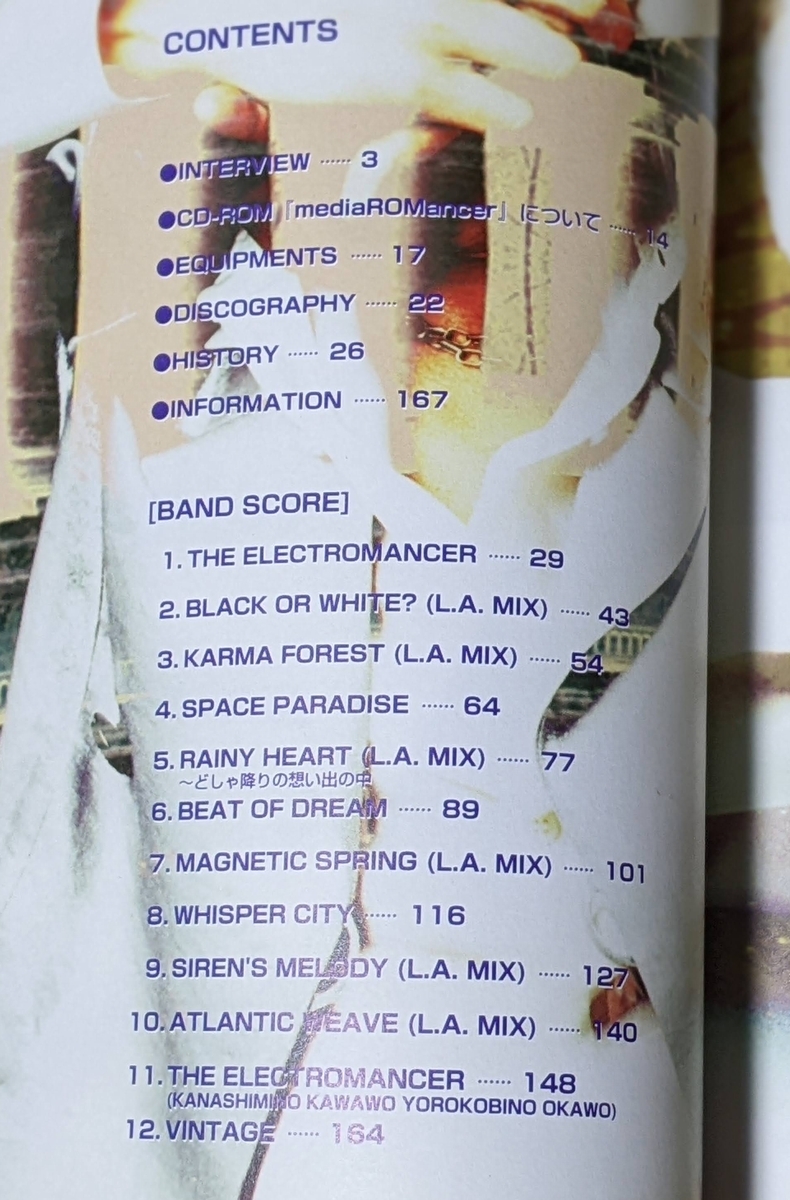 CONTENTS
●INTERVIEW ······ 3
●CD-ROM「mediaROMancer」について ······ 14
●EQUIPMENTS ······ 17
●DISCOGRAPHY ······ 22
●HISTORY ······ 26
●INFORMATION ······ 167
[BAND SCORE]
1. THE ELECTROMANCER ······ 29
2. BLACK OR WHITE? (L.A. MIX) ······ 43
3. KARMA FOREST (L.A. MIX) ······ 54
4. SPACE PARADISE ······ 64
5. RAINY HEART (L.A. MIX) ······ 77
～どしゃ降りの想い出の中
6. BEAT OF DREAM ······ 89
7. MAGNETIC SPRING (L.A. MIX) ······ 101
8. WHISPER CITY ······ 116
9. SIREN'S MELODY (L.A. MIX) ······ 127
10. ATLANTIC WEAVE (L.A. MIX) ······ 140
11. THE ELECTROMANCER ······ 148
(KANASHIMINO KAWAWO YOROKOBINO OKAWO)
12. VINTAGE ······ 164